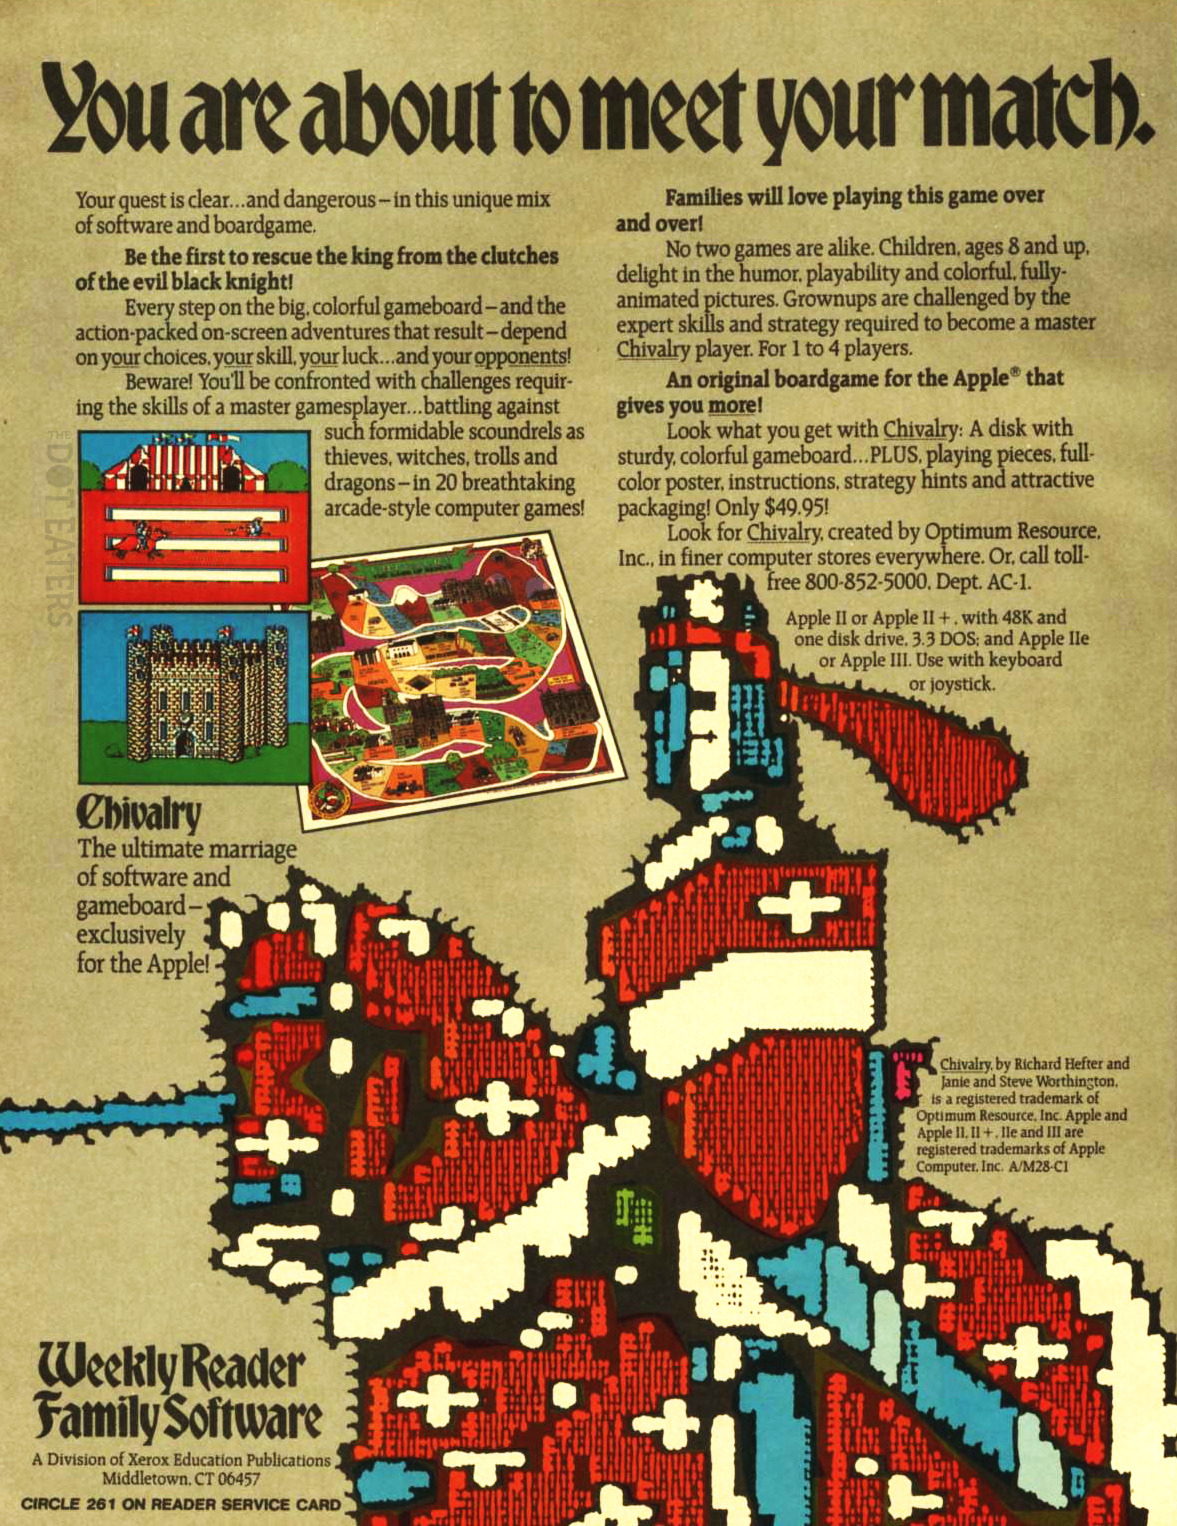 You are about to meet your match.
Your quest is clear...and dangerous – in this unique mix
of software and boardgame.
Be the first to rescue the king from the clutches
of the evil black knight!
Every step on the big, colorful gameboard – and the
action-packed on-screen adventures that result – depend
on your choices, your skill, your luck...and your opponents!
Beware! You'll be confronted with challenges requir-
ing the skills of a master gamesplayer...battling against
such formidable scoundrels as
thieves, witches, trolls and
dragons – in 20 breathtaking
arcade-style computer games!
Chivalry
The ultimate marriage
of software and
gameboard –
exclusively
for the Apple!
Families will love playing this game over
and over!
No two games are alike. Children, ages 8 and up,
delight in the humor, playability and colorful, fully-
animated pictures. Grownups are challenged by the
expert skills and strategy required to become a master
Chivalry player. For 1 to 4 players.
An original boardgame for the Apple® that
gives you more!
Look what you get with Chivalry: A disk with
sturdy, colorful gameboard...PLUS, playing pieces, full-
color poster, instructions, strategy hints and attractive
packaging! Only $49.95!
Look for Chivalry, created by Optimum Resource,
Inc., in finer computer stores everywhere. Or, call toll-
free 800-852-5000, Dept. AC-1.
Apple II or Apple II +, with 48K and
one disk drive, 3.3 DOS; and Apple IIe
or Apple III. Use with keyboard
or joystick.
Chivalry, by Richard Hefter and
Janie and Steve Worthington,
is a registered trademark of
Optimum Resource, Inc. Apple and
Apple II, II +, IIe and III are
registered trademarks of Apple
Computer, Inc. A/M28-C1
Weekly Reader
Family Software
A Division of Xerox Education Publications
Middletown, CT 06457
CIRCLE 261 ON READER SERVICE CARD
DOTEATERS